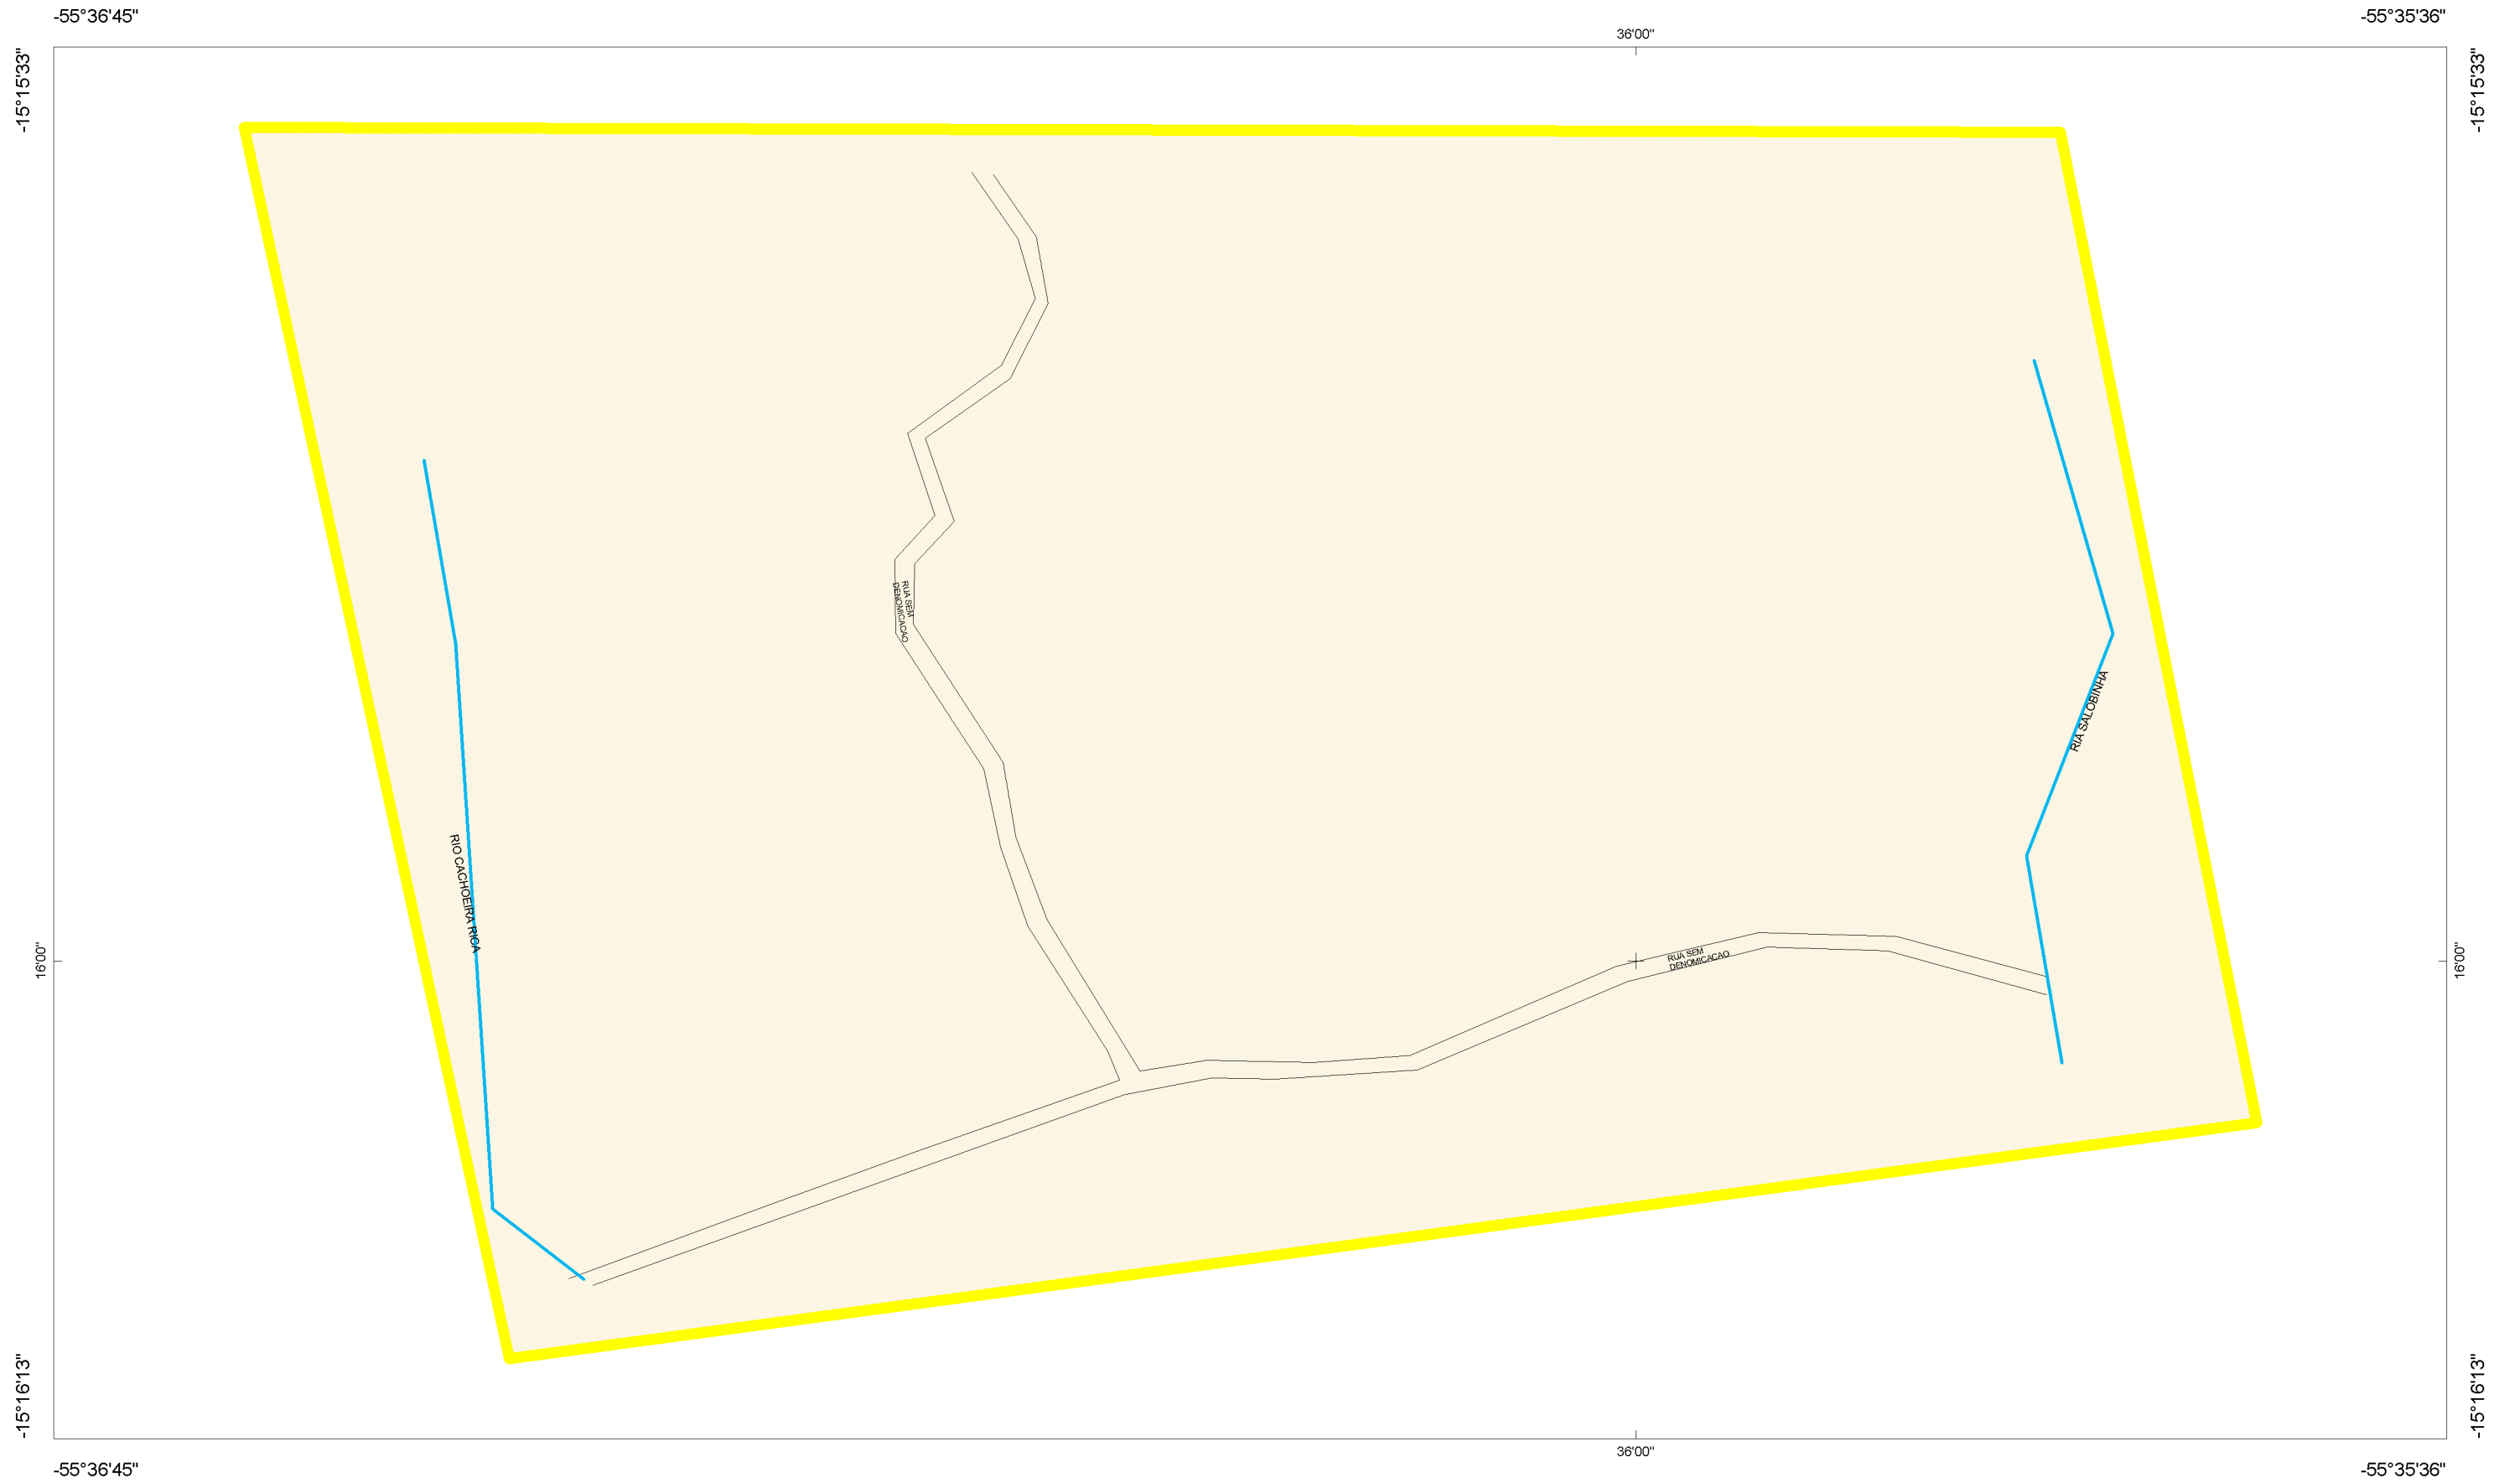 -55°36'45"
-55°35'36"
36'00"
-15°15'33"
-15°15'33"
RUA SEM
DENOMICACAO
RIA SALOBINHA
RIO CACHOEIRA RICA
RUA SEM
DENOMICACAO
16'00"
16'00"
-15°16'13"
-15°16'13"
36'00"
-55°36'45"
-55°35'36"